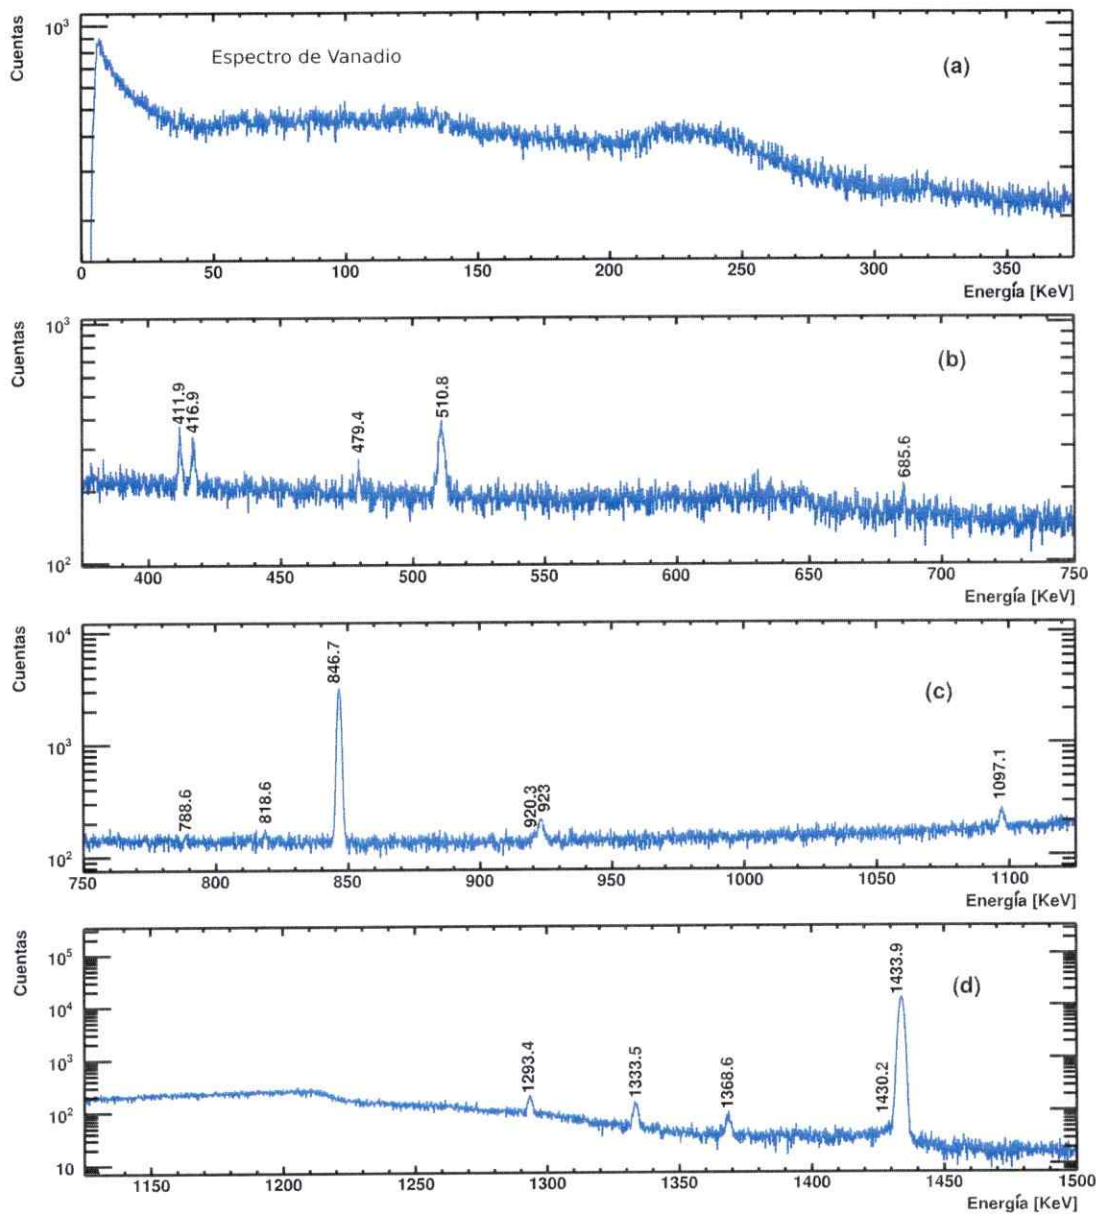 Cuentas
10³
Espectro de Vanadio
(a)
0 50 100 150 200 250 300 350
Energía [KeV]
Cuentas
10³
(b)
411.9
416.9
479.4
510.8
685.6
10²
400 450 500 550 600 650 700 750
Energía [KeV]
Cuentas
10⁴
(c)
10³
10²
788.6
818.6
846.7
920.3
923
1097.1
750 800 850 900 950 1000 1050 1100
Energía [KeV]
Cuentas
10⁵
(d)
10⁴
10³
10²
10
1293.4
1333.5
1368.6
1430.2
1433.9
1150 1200 1250 1300 1350 1400 1450 1500
Energía [KeV]